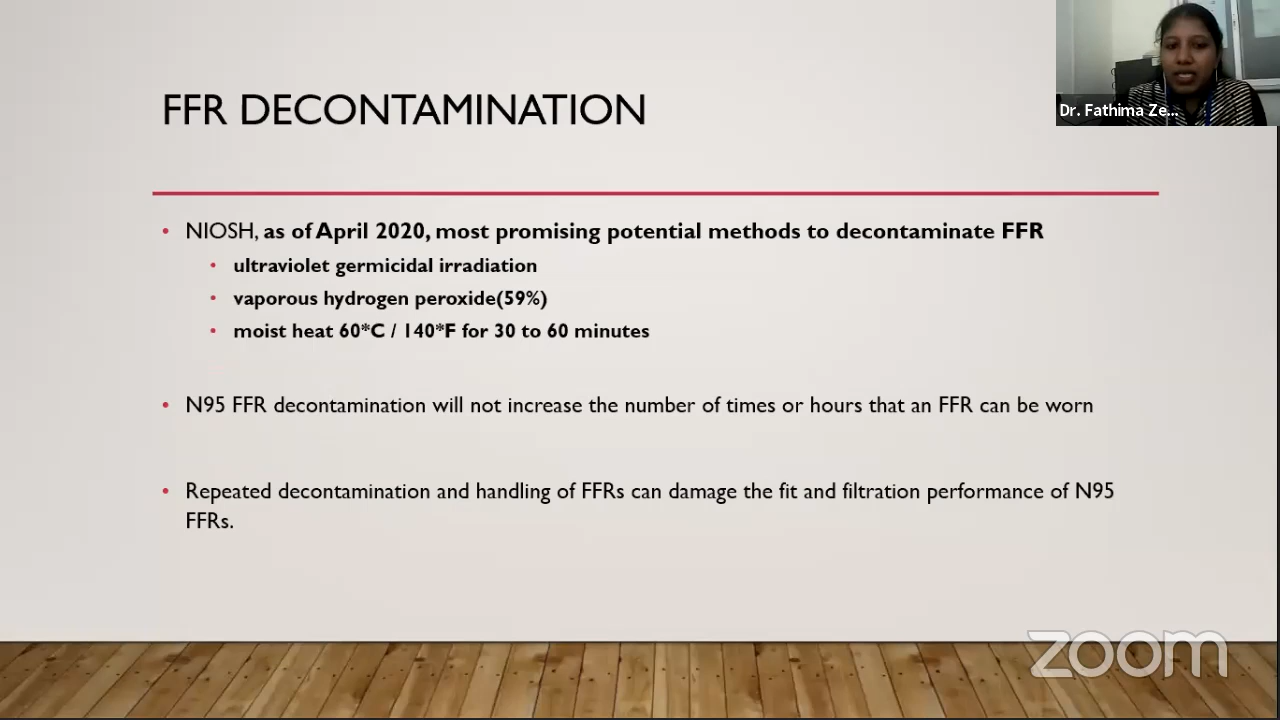 Dr. Fathima Ze...
FFR DECONTAMINATION
• NIOSH, as of April 2020, most promising potential methods to decontaminate FFR
• ultraviolet germicidal irradiation
• vaporous hydrogen peroxide(59%)
• moist heat 60*C / 140*F for 30 to 60 minutes
• N95 FFR decontamination will not increase the number of times or hours that an FFR can be worn
• Repeated decontamination and handling of FFRs can damage the fit and filtration performance of N95
FFRs.
zoom